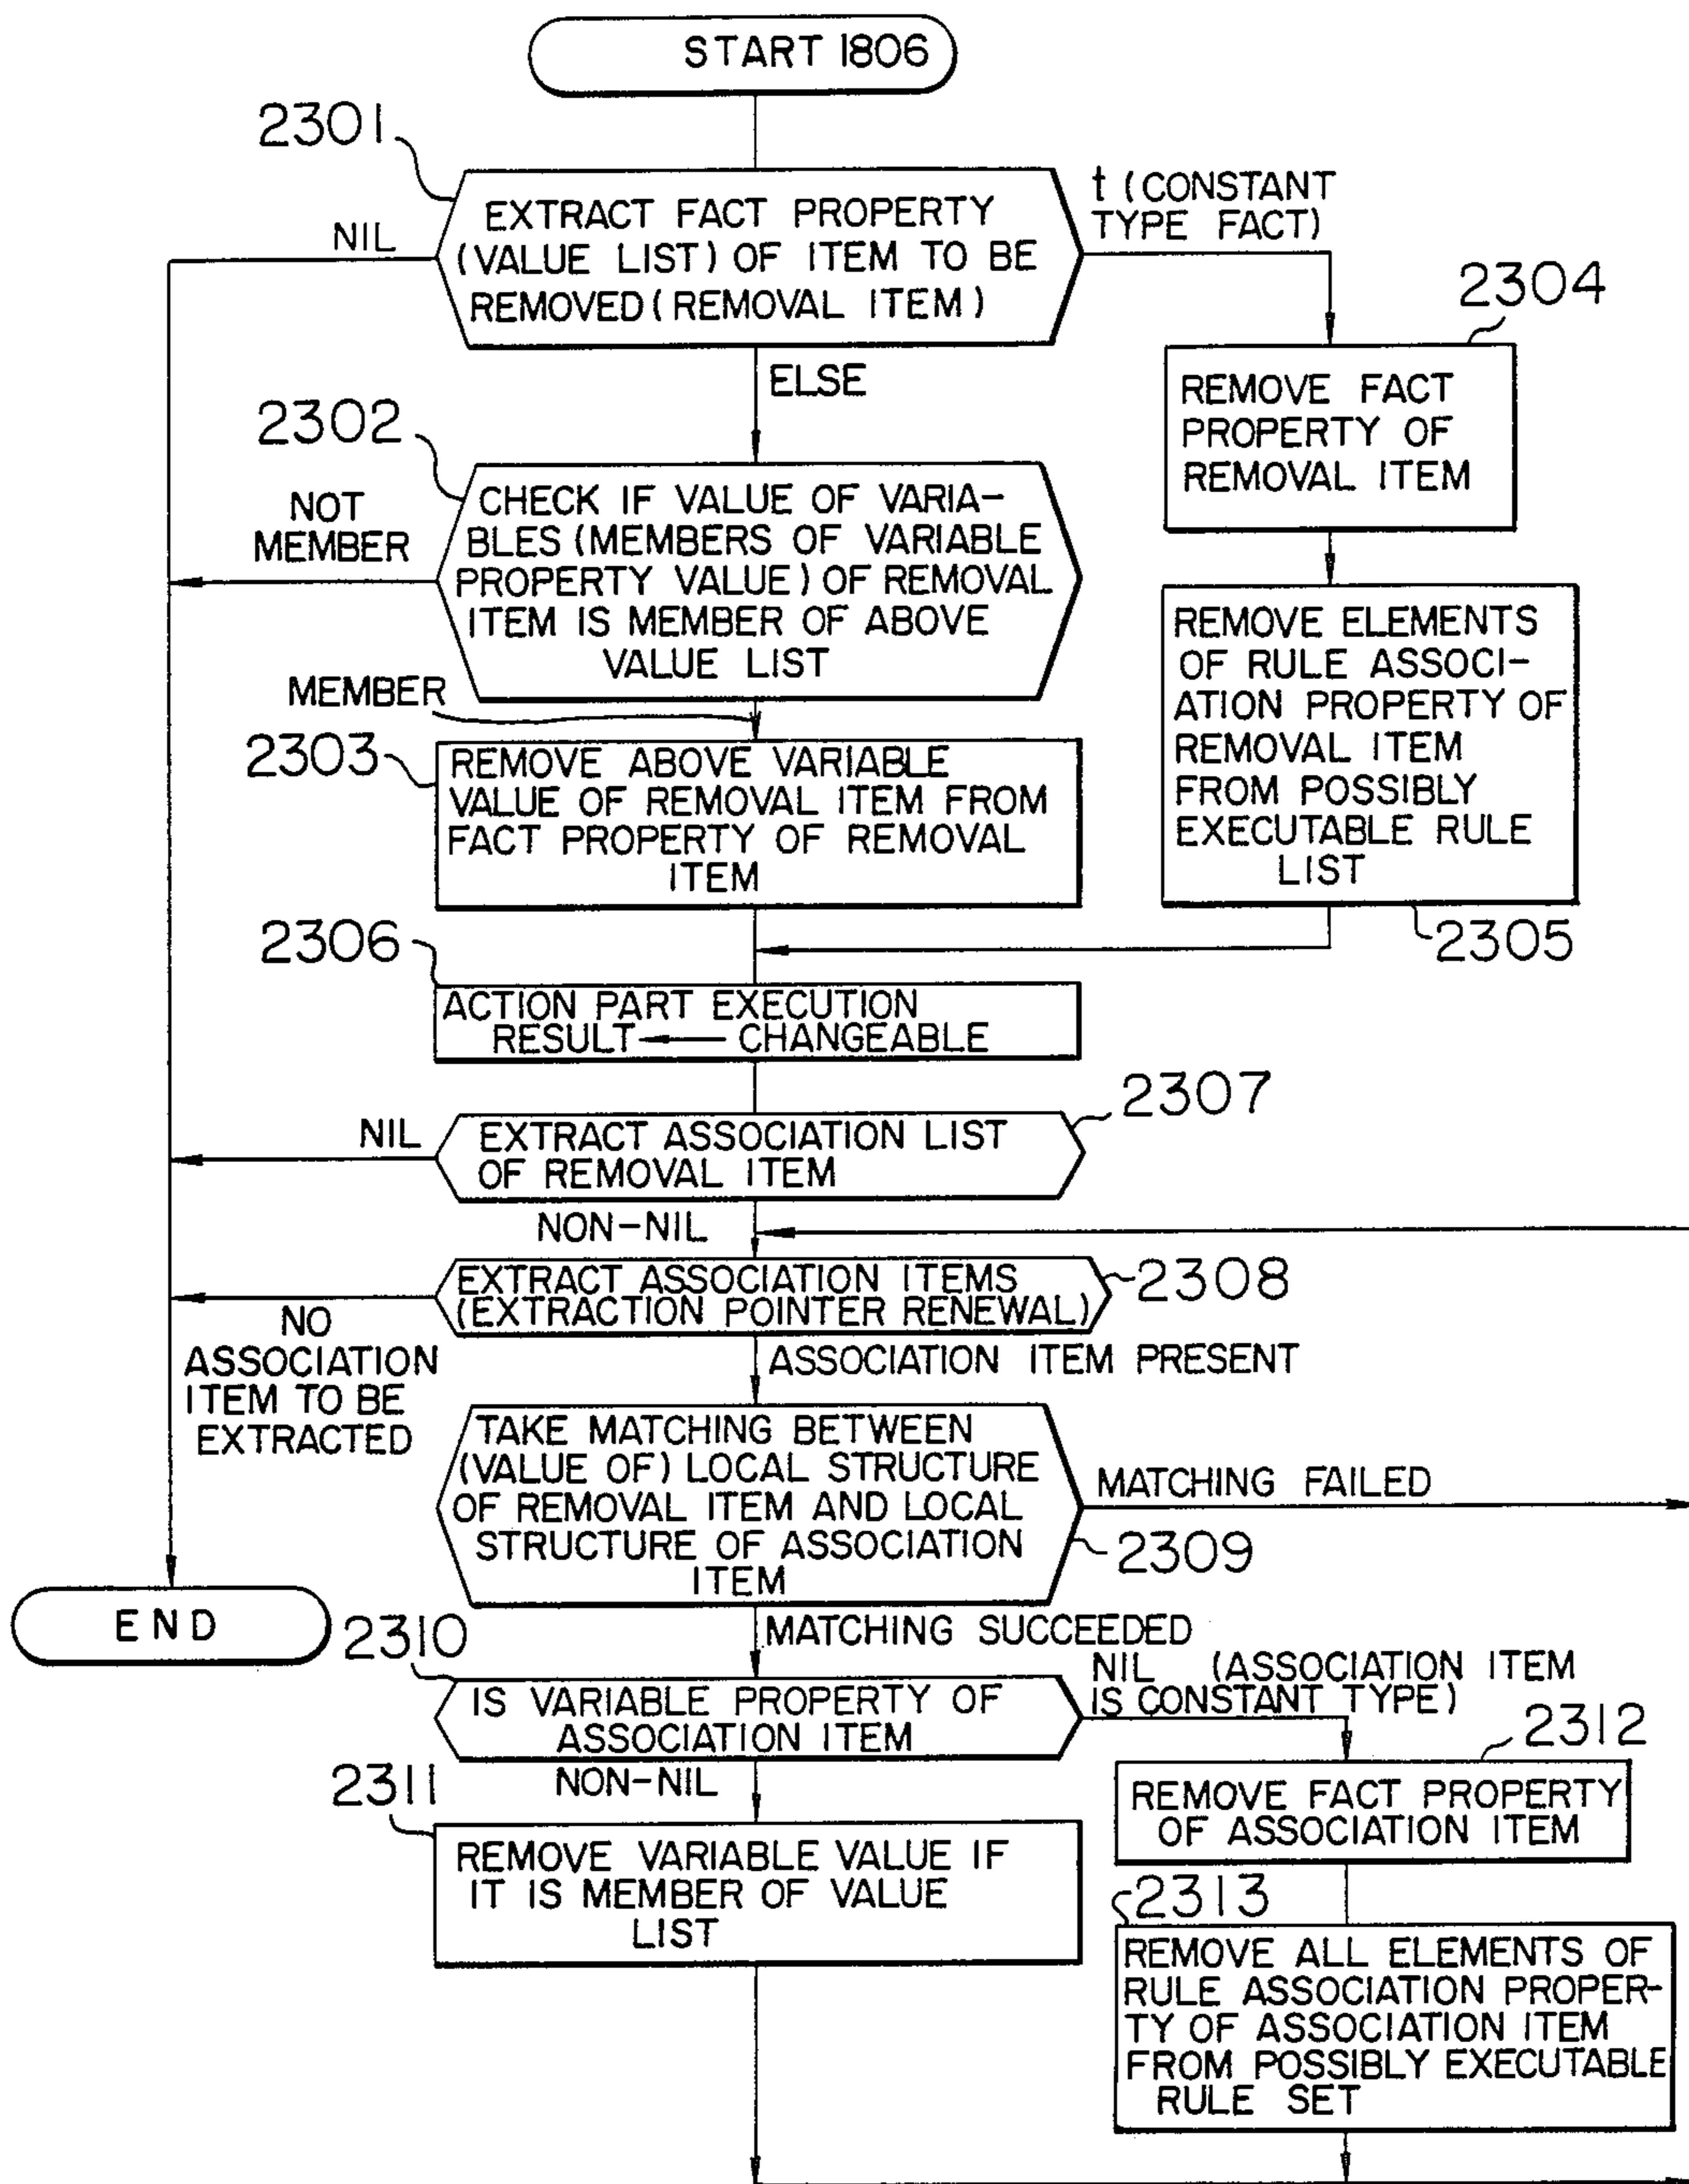 START 1806
2301
EXTRACT FACT PROPERTY
(VALUE LIST) OF ITEM TO BE
REMOVED (REMOVAL ITEM)
NIL
t (CONSTANT
TYPE FACT)
2304
REMOVE FACT
PROPERTY OF
REMOVAL ITEM
ELSE
2302
CHECK IF VALUE OF VARIA-
BLES (MEMBERS OF VARIABLE
PROPERTY VALUE) OF REMOVAL
ITEM IS MEMBER OF ABOVE
VALUE LIST
NOT
MEMBER
REMOVE ELEMENTS
OF RULE ASSOCI-
ATION PROPERTY OF
REMOVAL ITEM
FROM POSSIBLY
EXECUTABLE RULE
LIST
2305
MEMBER
2303
REMOVE ABOVE VARIABLE
VALUE OF REMOVAL ITEM FROM
FACT PROPERTY OF REMOVAL
ITEM
2306
ACTION PART EXECUTION
RESULT ← CHANGEABLE
2307
NIL
EXTRACT ASSOCIATION LIST
OF REMOVAL ITEM
NON-NIL
EXTRACT ASSOCIATION ITEMS
(EXTRACTION POINTER RENEWAL)
2308
NO
ASSOCIATION
ITEM TO BE
EXTRACTED
ASSOCIATION ITEM PRESENT
TAKE MATCHING BETWEEN
(VALUE OF) LOCAL STRUCTURE
OF REMOVAL ITEM AND LOCAL
STRUCTURE OF ASSOCIATION
ITEM
MATCHING FAILED
2309
END
MATCHING SUCCEEDED
2310
IS VARIABLE PROPERTY OF
ASSOCIATION ITEM
NIL (ASSOCIATION ITEM
IS CONSTANT TYPE)
2312
REMOVE FACT PROPERTY
OF ASSOCIATION ITEM
NON-NIL
2311
REMOVE VARIABLE VALUE IF
IT IS MEMBER OF VALUE
LIST
2313
REMOVE ALL ELEMENTS OF
RULE ASSOCIATION PROPER-
TY OF ASSOCIATION ITEM
FROM POSSIBLY EXECUTABLE
RULE SET